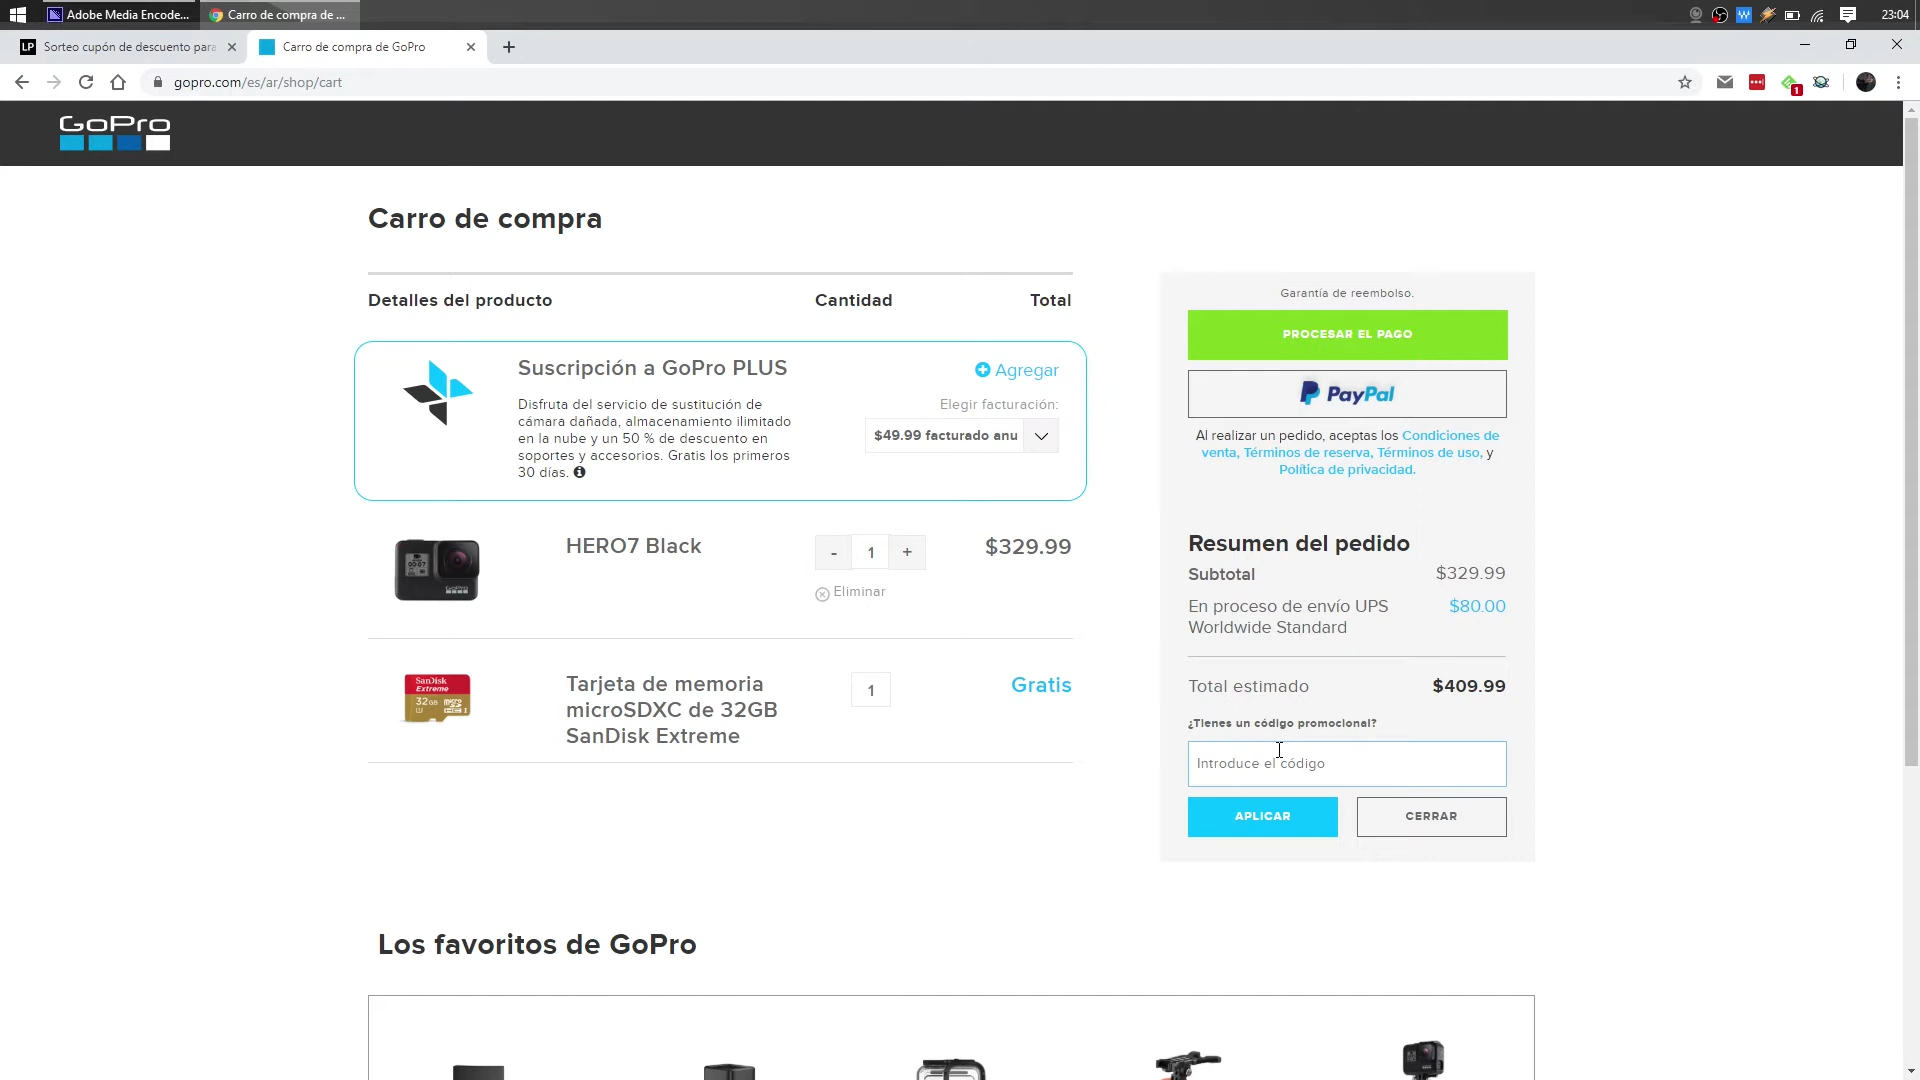 Adobe Media Encode...
Carro de compra de ...
23:04
LP Sorteo cupón de descuento para
Carro de compra de GoPro
gopro.com/es/ar/shop/cart
1
GoPro
Carro de compra
Detalles del producto
Cantidad
Total
Suscripción a GoPro PLUS
Agregar
Disfruta del servicio de sustitución de
cámara dañada, almacenamiento ilimitado
en la nube y un 50 % de descuento en
soportes y accesorios. Gratis los primeros
30 días.
Elegir facturación:
$49.99 facturado anu
HERO7 Black
- 1 +
$329.99
Eliminar
SanDisk
Extreme
32GB
Tarjeta de memoria
microSDXC de 32GB
SanDisk Extreme
1
Gratis
Garantía de reembolso.
PROCESAR EL PAGO
PayPal
Al realizar un pedido, aceptas los Condiciones de
venta, Términos de reserva, Términos de uso, y
Política de privacidad.
Resumen del pedido
Subtotal $329.99
En proceso de envío UPS $80.00
Worldwide Standard
Total estimado $409.99
¿Tienes un código promocional?
Introduce el código
APLICAR
CERRAR
Los favoritos de GoPro